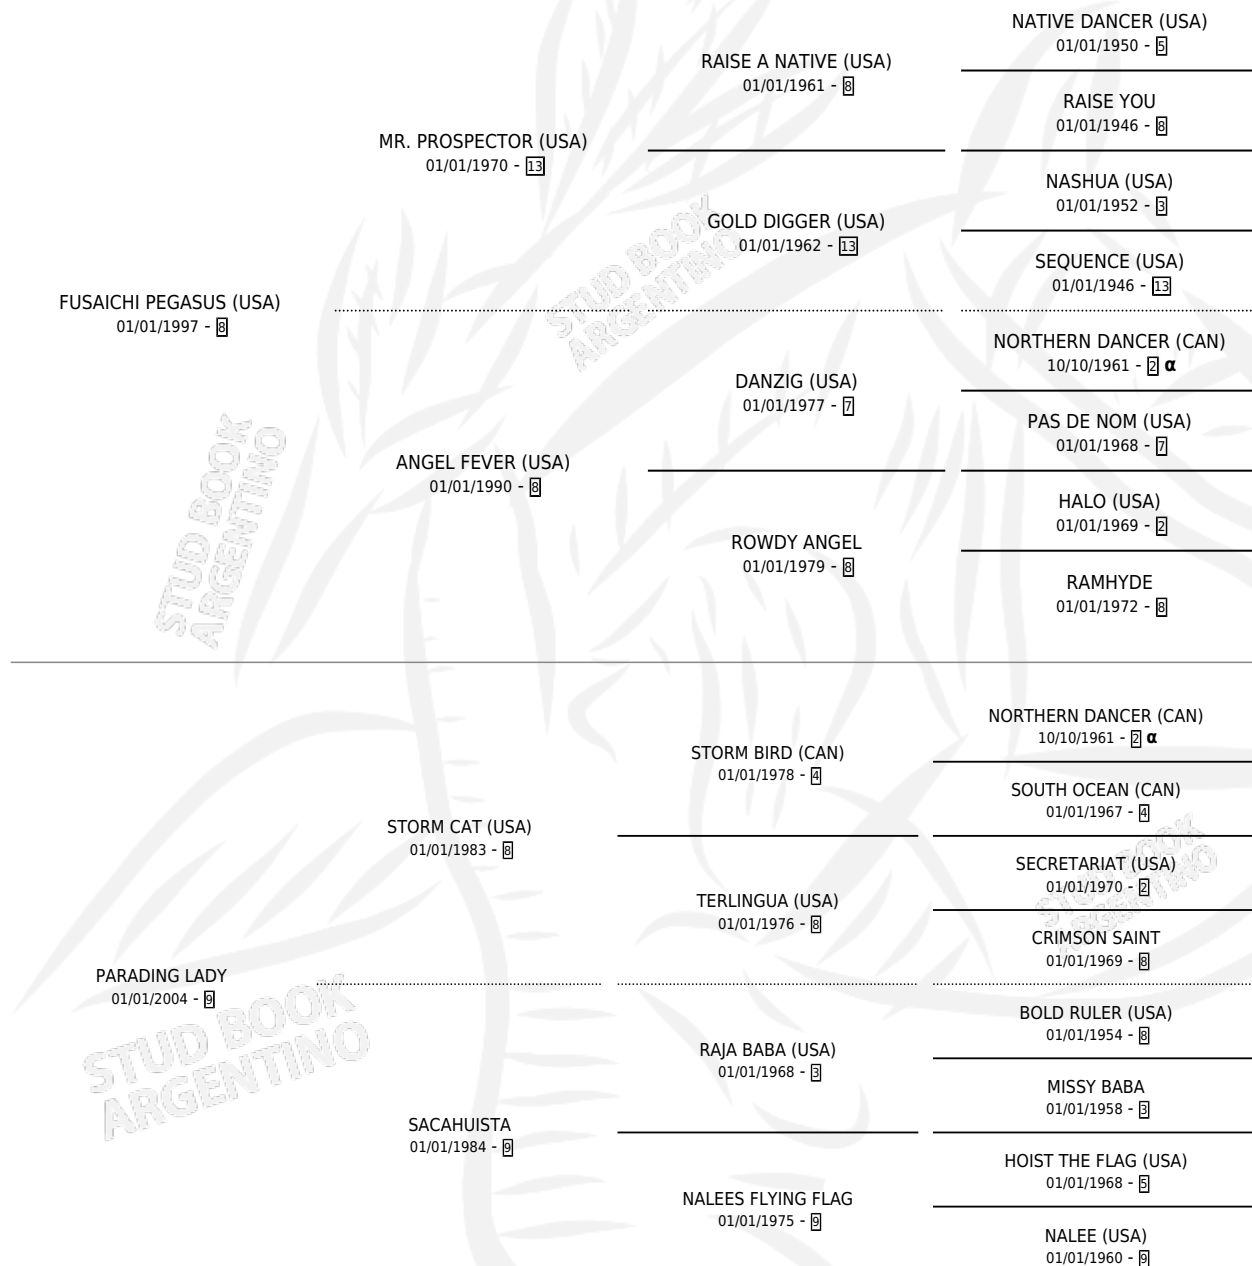 NATIVE DANCER (USA)
01/01/1950 - 5
RAISE A NATIVE (USA)
01/01/1961 - 8
RAISE YOU
01/01/1946 - 8
MR. PROSPECTOR (USA)
01/01/1970 - 13
NASHUA (USA)
01/01/1952 - 3
GOLD DIGGER (USA)
01/01/1962 - 13
SEQUENCE (USA)
01/01/1946 - 13
FUSAICHI PEGASUS (USA)
01/01/1997 - 8
NORTHERN DANCER (CAN)
10/10/1961 - 2 α
DANZIG (USA)
01/01/1977 - 7
PAS DE NOM (USA)
01/01/1968 - 7
ANGEL FEVER (USA)
01/01/1990 - 8
HALO (USA)
01/01/1969 - 2
ROWDY ANGEL
01/01/1979 - 8
RAMHYDE
01/01/1972 - 8
NORTHERN DANCER (CAN)
10/10/1961 - 2 α
STORM BIRD (CAN)
01/01/1978 - 4
SOUTH OCEAN (CAN)
01/01/1967 - 4
STORM CAT (USA)
01/01/1983 - 8
SECRETARIAT (USA)
01/01/1970 - 2
TERLINGUA (USA)
01/01/1976 - 8
CRIMSON SAINT
01/01/1969 - 8
PARADING LADY
01/01/2004 - 9
BOLD RULER (USA)
01/01/1954 - 8
RAJA BABA (USA)
01/01/1968 - 3
MISSY BABA
01/01/1958 - 3
SACAHUISTA
01/01/1984 - 9
HOIST THE FLAG (USA)
01/01/1968 - 5
NALEES FLYING FLAG
01/01/1975 - 9
NALEE (USA)
01/01/1960 - 9
STUD BOOK
ARGENTINO
STUD BOOK
ARGENTINO
STUD BOOK
ARGENTINO
STUD BOOK
ARGENTINO